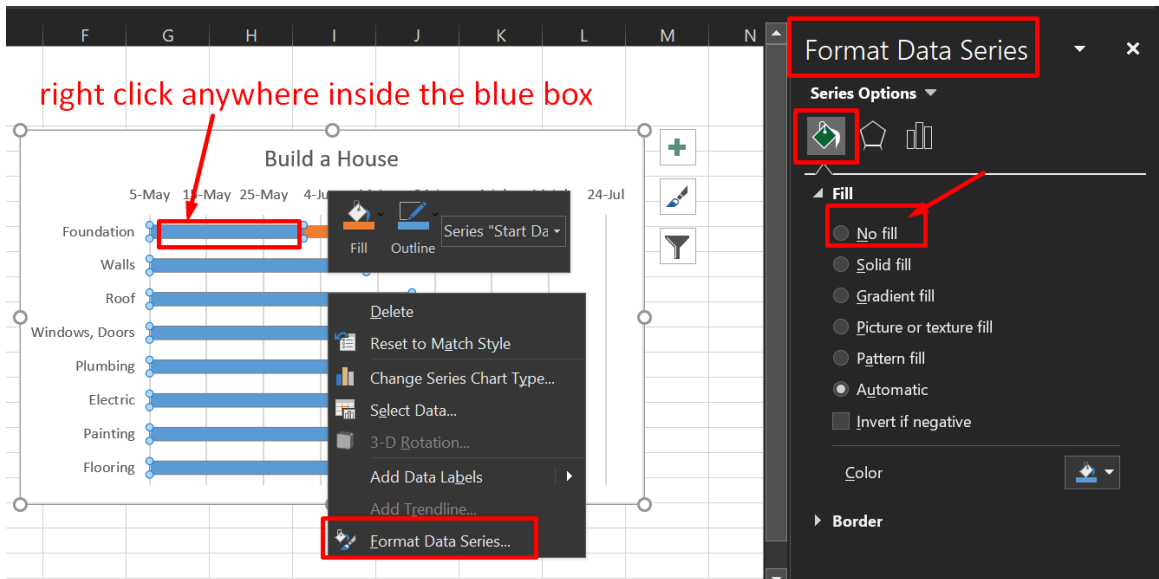 F G H I J K L M N
right click anywhere inside the blue box
Build a House
5-May 15-May 25-May 24-Jul
Foundation
Walls
Roof
Windows, Doors
Plumbing
Electric
Painting
Flooring
Fill Outline Series "Start Da
Delete
Reset to Match Style
Change Series Chart Type...
Select Data...
3-D Rotation...
Add Data Labels
Add Trendline...
Format Data Series...
Format Data Series
Series Options
Fill
No fill
Solid fill
Gradient fill
Picture or texture fill
Pattern fill
Automatic
Invert if negative
Color
Border